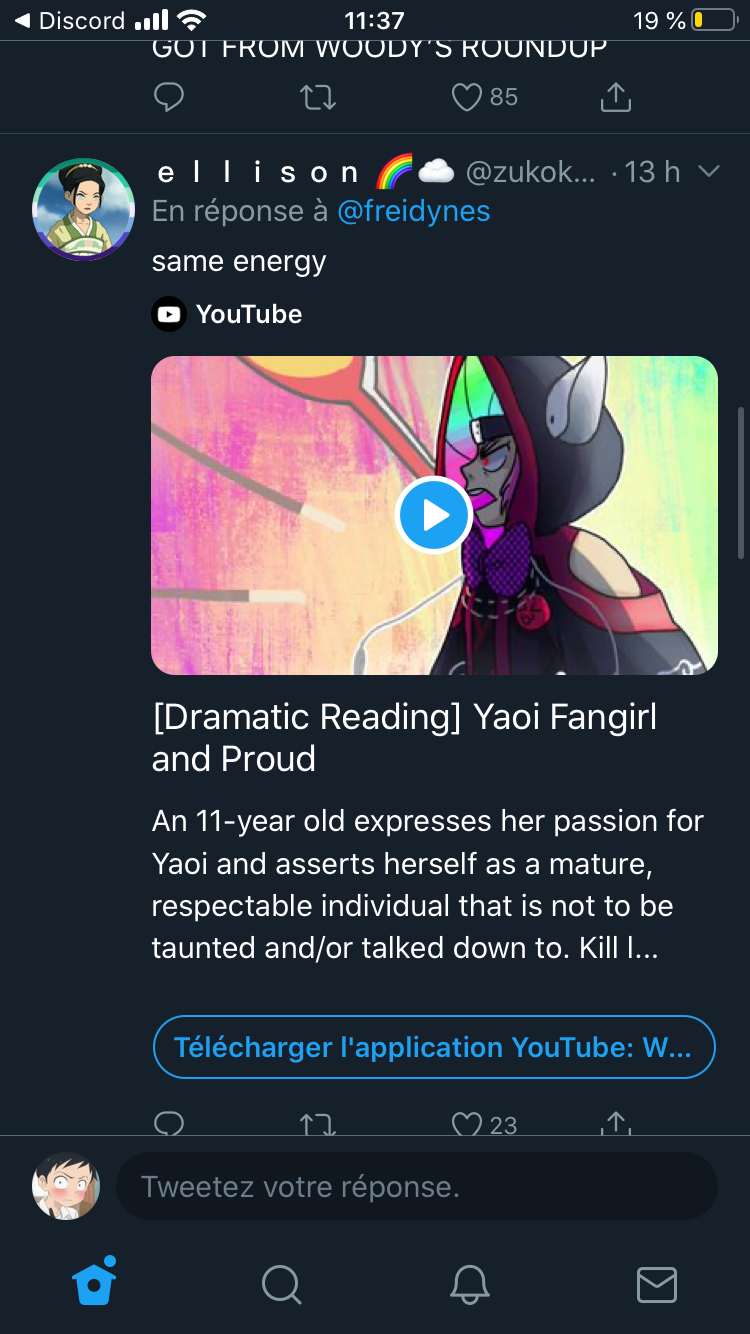 Discord 11:37 19 %
GOT FROM WOODY'S ROUNDUP
85
e l l i s o n 🌈☁️ @zukok... · 13 h
En réponse à @freidynes
same energy
YouTube
[Dramatic Reading] Yaoi Fangirl
and Proud
An 11-year old expresses her passion for
Yaoi and asserts herself as a mature,
respectable individual that is not to be
taunted and/or talked down to. Kill l...
Télécharger l'application YouTube: W...
23
Tweetez votre réponse.